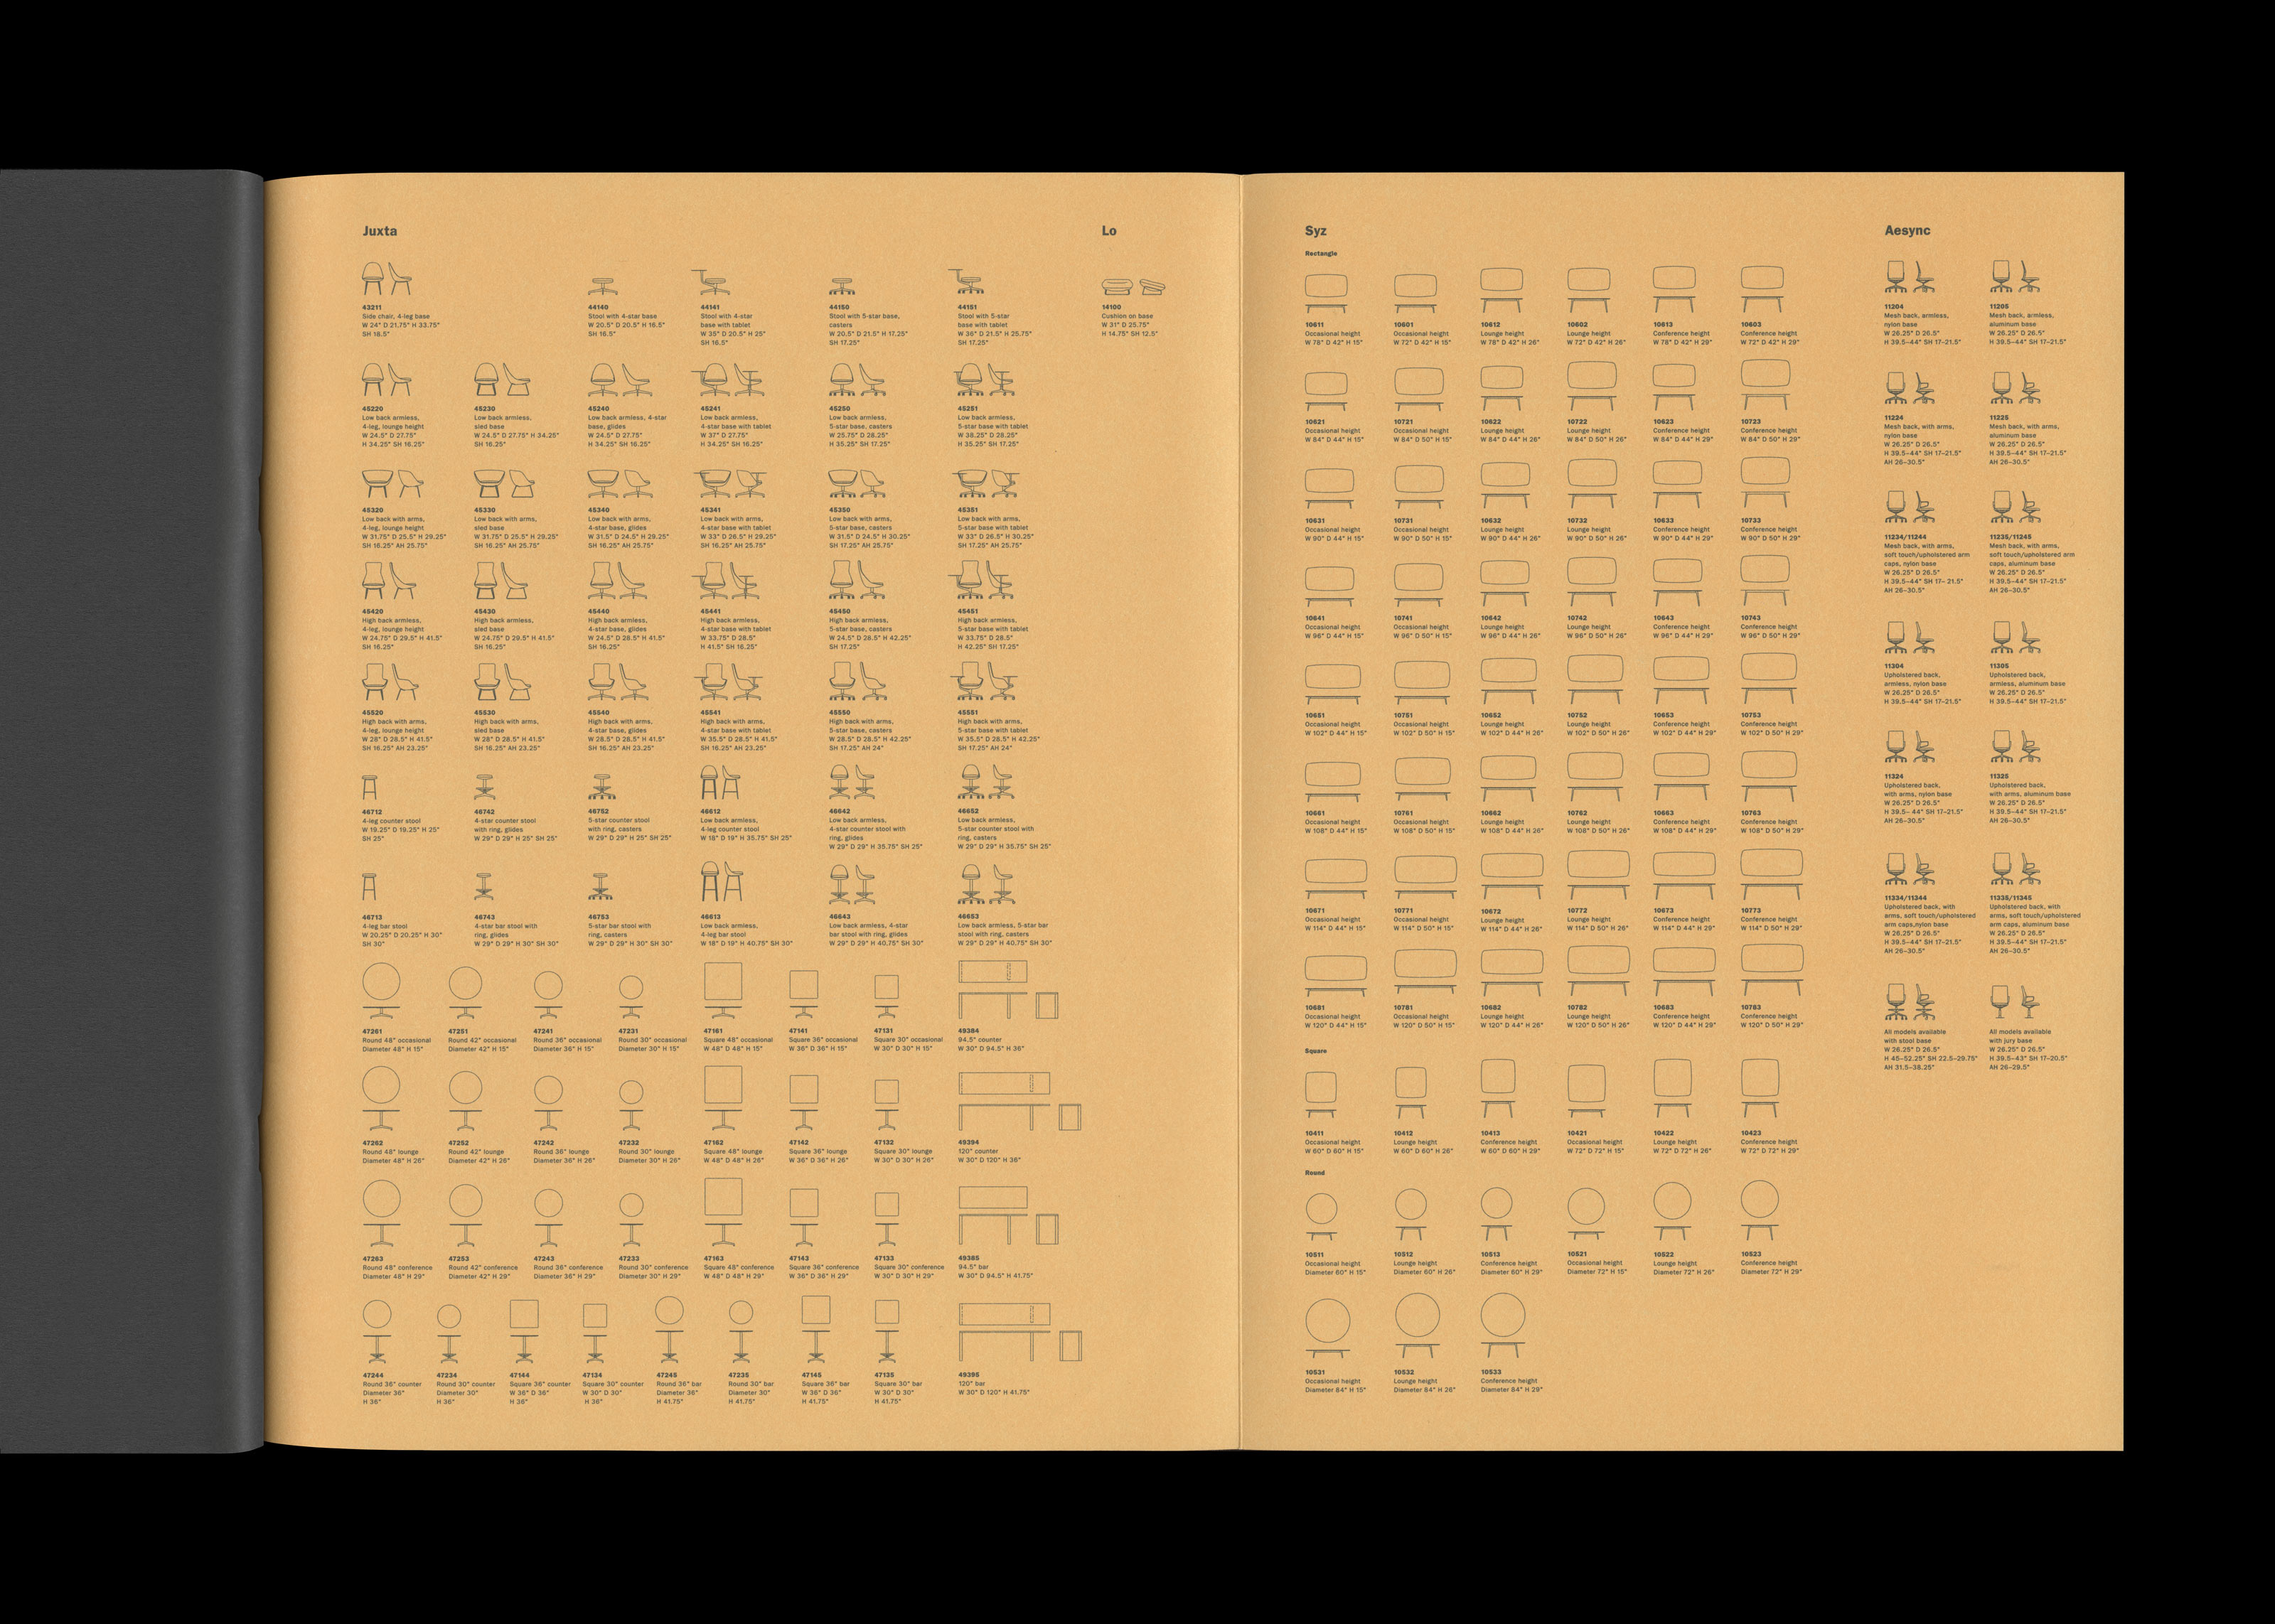 Juxta
43211
Side chair, 4-leg base
W 24" D 21.75" H 33.75"
SH 18.5"
44140
Stool with 4-star base
W 20.5" D 20.5" H 16.5"
SH 16.5"
44141
Stool with 4-star
base with tablet
W 35" D 20.5" H 25"
SH 16.5"
44150
Stool with 5-star base,
casters
W 20.5" D 21.5" H 17.25"
SH 17.25"
44151
Stool with 5-star
base with tablet
W 36" D 21.5" H 25.75"
SH 17.25"
45220
Low back armless,
4-leg, lounge height
W 24.5" D 27.75"
H 34.25" SH 16.25"
45230
Low back armless,
sled base
W 24.5" D 27.75" H 34.25"
SH 16.25"
45240
Low back armless, 4-star
base, glides
W 24.5" D 27.75"
H 34.25" SH 16.25"
45241
Low back armless,
4-star base with tablet
W 37" D 27.75"
H 34.25" SH 16.25"
45250
Low back armless,
5-star base, casters
W 25.75" D 28.25"
H 35.25" SH 17.25"
45251
Low back armless,
5-star base with tablet
W 38.25" D 28.25"
H 35.25" SH 17.25"
45320
Low back with arms,
4-leg, lounge height
W 31.75" D 25.5" H 29.25"
SH 16.25" AH 25.75"
45330
Low back with arms,
sled base
W 31.75" D 25.5" H 29.25"
SH 16.25" AH 25.75"
45340
Low back with arms,
4-star base, glides
W 31.5" D 24.5" H 29.25"
SH 16.25" AH 25.75"
45341
Low back with arms,
4-star base with tablet
W 33" D 26.5" H 29.25"
SH 16.25" AH 25.75"
45350
Low back with arms,
5-star base, casters
W 31.5" D 24.5" H 30.25"
SH 17.25" AH 25.75"
45351
Low back with arms,
5-star base with tablet
W 33" D 26.5" H 30.25"
SH 17.25" AH 25.75"
45420
High back armless,
4-leg, lounge height
W 24.75" D 29.5" H 41.5"
SH 16.25"
45430
High back armless,
sled base
W 24.75" D 29.5" H 41.5"
SH 16.25"
45440
High back armless,
4-star base, glides
W 24.5" D 28.5" H 41.5"
SH 16.25"
45441
High back armless,
4-star base with tablet
W 33.75" D 28.5"
H 41.5" SH 16.25"
45450
High back armless,
5-star base, casters
W 24.5" D 28.5" H 42.25"
SH 17.25"
45451
High back armless,
5-star base with tablet
W 33.75" D 28.5"
H 42.25" SH 17.25"
45520
High back with arms,
4-leg, lounge height
W 28" D 28.5" H 41.5"
SH 16.25" AH 23.25"
45530
High back with arms,
sled base
W 28" D 28.5" H 41.5"
SH 16.25" AH 23.25"
45540
High back with arms,
4-star base, glides
W 28.5" D 28.5" H 41.5"
SH 16.25" AH 23.25"
45541
High back with arms,
4-star base with tablet
W 35.5" D 28.5" H 41.5"
SH 16.25" AH 23.25"
45550
High back with arms,
5-star base, casters
W 28.5" D 28.5" H 42.25"
SH 17.25" AH 24"
45551
High back with arms,
5-star base with tablet
W 35.5" D 28.5" H 42.25"
SH 17.25" AH 24"
46712
4-leg counter stool
W 19.25" D 19.25" H 25"
SH 25"
46742
4-star counter stool
with ring, glides
W 29" D 29" H 25" SH 25"
46752
5-star counter stool
with ring, casters
W 29" D 29" H 25" SH 25"
46612
Low back armless,
4-leg counter stool
W 18" D 19" H 35.75" SH 25"
46642
Low back armless,
4-star counter stool with
ring, glides
W 29" D 29" H 35.75" SH 25"
46652
Low back armless,
5-star counter stool with
ring, casters
W 29" D 29" H 35.75" SH 25"
46713
4-leg bar stool
W 20.25" D 20.25" H 30"
SH 30"
46743
4-star bar stool with
ring, glides
W 29" D 29" H 30" SH 30"
46753
5-star bar stool with
ring, casters
W 29" D 29" H 30" SH 30"
46613
Low back armless,
4-leg bar stool
W 18" D 19" H 40.75" SH 30"
46643
Low back armless, 4-star
bar stool with ring, glides
W 29" D 29" H 40.75" SH 30"
46653
Low back armless, 5-star bar
stool with ring, casters
W 29" D 29" H 40.75" SH 30"
47261
Round 48" occasional
Diameter 48" H 15"
47251
Round 42" occasional
Diameter 42" H 15"
47241
Round 36" occasional
Diameter 36" H 15"
47231
Round 30" occasional
Diameter 30" H 15"
47161
Square 48" occasional
W 48" D 48" H 15"
47141
Square 36" occasional
W 36" D 36" H 15"
47131
Square 30" occasional
W 30" D 30" H 15"
49384
94.5" counter
W 30" D 94.5" H 36"
47262
Round 48" lounge
Diameter 48" H 26"
47252
Round 42" lounge
Diameter 42" H 26"
47242
Round 36" lounge
Diameter 36" H 26"
47232
Round 30" lounge
Diameter 30" H 26"
47162
Square 48" lounge
W 48" D 48" H 26"
47142
Square 36" lounge
W 36" D 36" H 26"
47132
Square 30" lounge
W 30" D 30" H 26"
49394
120" counter
W 30" D 120" H 36"
47263
Round 48" conference
Diameter 48" H 29"
47253
Round 42" conference
Diameter 42" H 29"
47243
Round 36" conference
Diameter 36" H 29"
47233
Round 30" conference
Diameter 30" H 29"
47163
Square 48" conference
W 48" D 48" H 29"
47143
Square 36" conference
W 36" D 36" H 29"
47133
Square 30" conference
W 30" D 30" H 29"
49385
94.5" bar
W 30" D 94.5" H 41.75"
47244
Round 36" counter
Diameter 36"
H 36"
47234
Round 30" counter
Diameter 30"
H 36"
47144
Square 36" counter
W 36" D 36"
H 36"
47134
Square 30" counter
W 30" D 30"
H 36"
47245
Round 36" bar
Diameter 36"
H 41.75"
47235
Round 30" bar
Diameter 30"
H 41.75"
47145
Square 36" bar
W 36" D 36"
H 41.75"
47135
Square 30" bar
W 30" D 30"
H 41.75"
49395
120" bar
W 30" D 120" H 41.75"
Lo
14100
Cushion on base
W 31" D 25.75"
H 14.75" SH 12.5"
Syz
Rectangle
10611
Occasional height
W 78" D 42" H 15"
10601
Occasional height
W 72" D 42" H 15"
10612
Lounge height
W 78" D 42" H 26"
10602
Lounge height
W 72" D 42" H 26"
10613
Conference height
W 78" D 42" H 29"
10603
Conference height
W 72" D 42" H 29"
10621
Occasional height
W 84" D 44" H 15"
10721
Occasional height
W 84" D 50" H 15"
10622
Lounge height
W 84" D 44" H 26"
10722
Lounge height
W 84" D 50" H 26"
10623
Conference height
W 84" D 44" H 29"
10723
Conference height
W 84" D 50" H 29"
10631
Occasional height
W 90" D 44" H 15"
10731
Occasional height
W 90" D 50" H 15"
10632
Lounge height
W 90" D 44" H 26"
10732
Lounge height
W 90" D 50" H 26"
10633
Conference height
W 90" D 44" H 29"
10733
Conference height
W 90" D 50" H 29"
10641
Occasional height
W 96" D 44" H 15"
10741
Occasional height
W 96" D 50" H 15"
10642
Lounge height
W 96" D 44" H 26"
10742
Lounge height
W 96" D 50" H 26"
10643
Conference height
W 96" D 44" H 29"
10743
Conference height
W 96" D 50" H 29"
10651
Occasional height
W 102" D 44" H 15"
10751
Occasional height
W 102" D 50" H 15"
10652
Lounge height
W 102" D 44" H 26"
10752
Lounge height
W 102" D 50" H 26"
10653
Conference height
W 102" D 44" H 29"
10753
Conference height
W 102" D 50" H 29"
10661
Occasional height
W 108" D 44" H 15"
10761
Occasional height
W 108" D 50" H 15"
10662
Lounge height
W 108" D 44" H 26"
10762
Lounge height
W 108" D 50" H 26"
10663
Conference height
W 108" D 44" H 29"
10763
Conference height
W 108" D 50" H 29"
10671
Occasional height
W 114" D 44" H 15"
10771
Occasional height
W 114" D 50" H 15"
10672
Lounge height
W 114" D 44" H 26"
10772
Lounge height
W 114" D 50" H 26"
10673
Conference height
W 114" D 44" H 29"
10773
Conference height
W 114" D 50" H 29"
10681
Occasional height
W 120" D 44" H 15"
10781
Occasional height
W 120" D 50" H 15"
10682
Lounge height
W 120" D 44" H 26"
10782
Lounge height
W 120" D 50" H 26"
10683
Conference height
W 120" D 44" H 29"
10783
Conference height
W 120" D 50" H 29"
Square
10411
Occasional height
W 60" D 60" H 15"
10412
Lounge height
W 60" D 60" H 26"
10413
Conference height
W 60" D 60" H 29"
10421
Occasional height
W 72" D 72" H 15"
10422
Lounge height
W 72" D 72" H 26"
10423
Conference height
W 72" D 72" H 29"
Round
10511
Occasional height
Diameter 60" H 15"
10512
Lounge height
Diameter 60" H 26"
10513
Conference height
Diameter 60" H 29"
10521
Occasional height
Diameter 72" H 15"
10522
Lounge height
Diameter 72" H 26"
10523
Conference height
Diameter 72" H 29"
10531
Occasional height
Diameter 84" H 15"
10532
Lounge height
Diameter 84" H 26"
10533
Conference height
Diameter 84" H 29"
Aesync
11204
Mesh back, armless,
nylon base
W 26.25" D 26.5"
H 39.5–44" SH 17–21.5"
11205
Mesh back, armless,
aluminum base
W 26.25" D 26.5"
H 39.5–44" SH 17–21.5"
11224
Mesh back, with arms,
nylon base
W 26.25" D 26.5"
H 39.5–44" SH 17–21.5"
AH 26–30.5"
11225
Mesh back, with arms,
aluminum base
W 26.25" D 26.5"
H 39.5–44" SH 17–21.5"
AH 26–30.5"
11234/11244
Mesh back, with arms,
soft touch/upholstered arm
caps, nylon base
W 26.25" D 26.5"
H 39.5–44" SH 17– 21.5"
AH 26–30.5"
11235/11245
Mesh back, with arms,
soft touch/upholstered arm
caps, aluminum base
W 26.25" D 26.5"
H 39.5–44" SH 17–21.5"
AH 26–30.5"
11304
Upholstered back,
armless, nylon base
W 26.25" D 26.5"
H 39.5–44" SH 17–21.5"
11305
Upholstered back,
armless, aluminum base
W 26.25" D 26.5"
H 39.5–44" SH 17–21.5"
11324
Upholstered back,
with arms, nylon base
W 26.25" D 26.5"
H 39.5– 44" SH 17–21.5"
AH 26–30.5"
11325
Upholstered back,
with arms, aluminum base
W 26.25" D 26.5"
H 39.5–44" SH 17–21.5"
AH 26–30.5"
11334/11344
Upholstered back, with
arms, soft touch/upholstered
arm caps,nylon base
W 26.25" D 26.5"
H 39.5–44" SH 17–21.5"
AH 26–30.5"
11335/11345
Upholstered back, with
arms, soft touch/upholstered
arm caps, aluminum base
W 26.25" D 26.5"
H 39.5–44" SH 17–21.5"
AH 26–30.5"
All models available
with stool base
W 26.25" D 26.5"
H 45–52.25" SH 22.5–29.75"
AH 31.5–38.25"
All models available
with jury base
W 26.25" D 26.5"
H 39.5–43" SH 17–20.5"
AH 26–29.5"